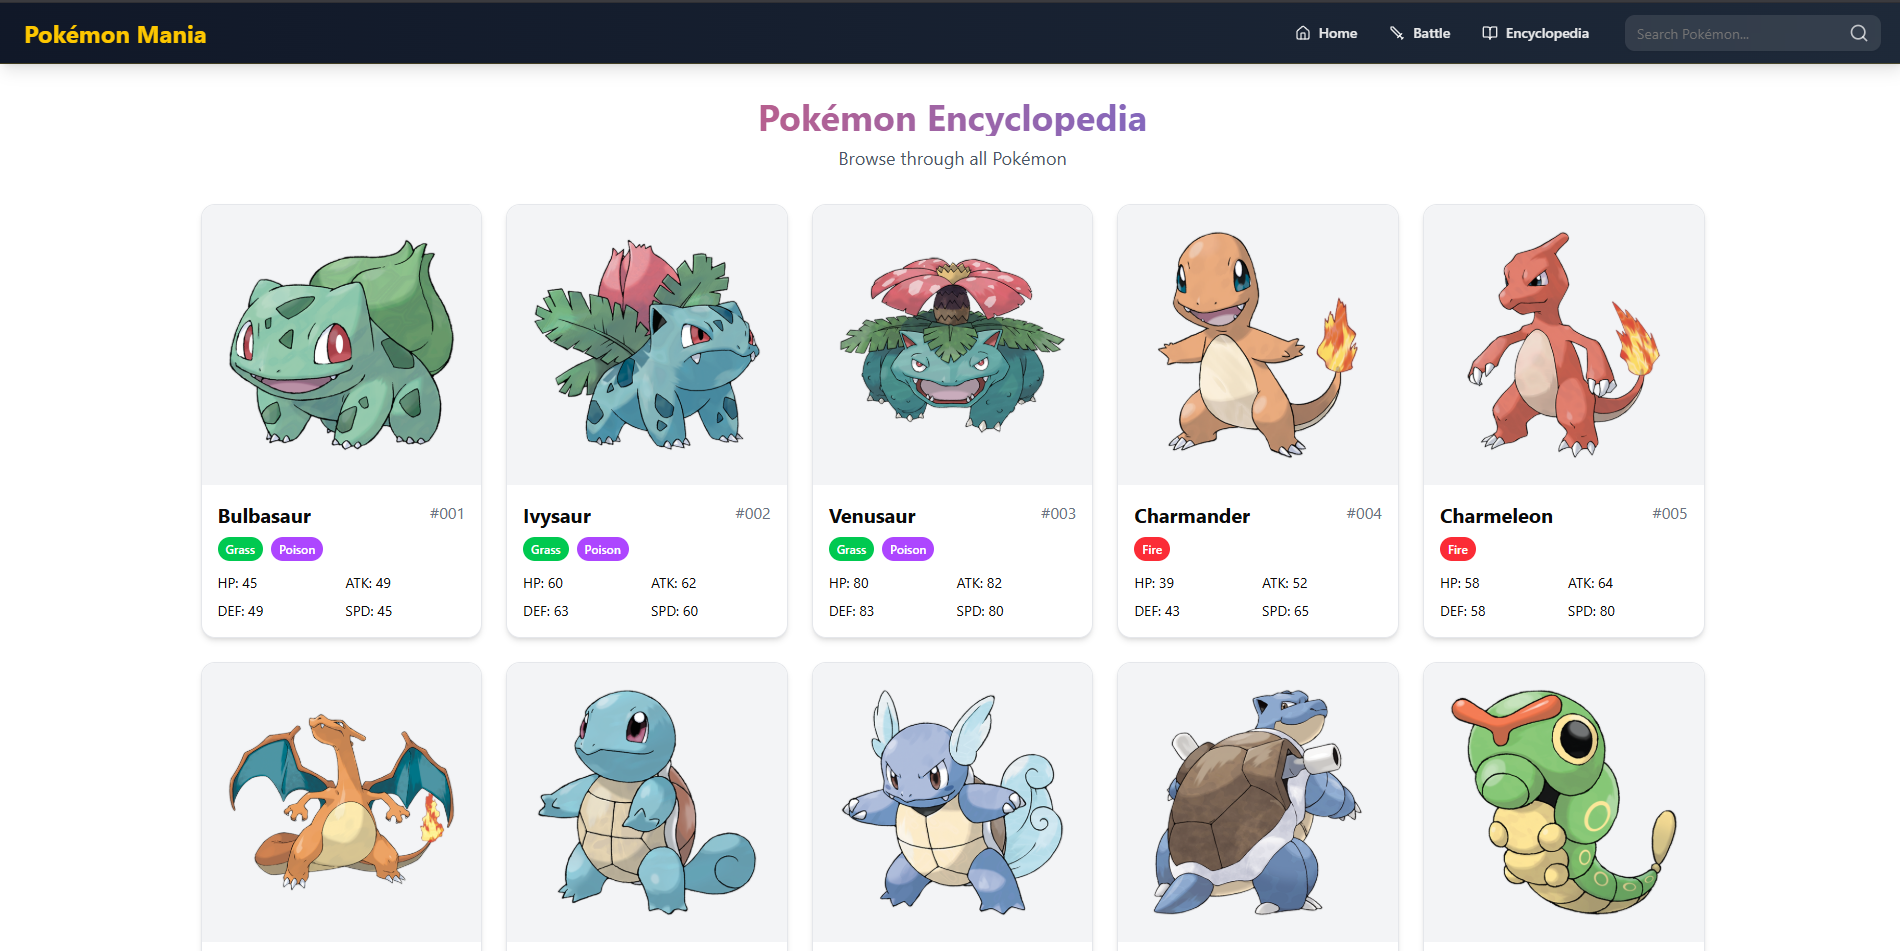 Pokémon Mania
Home
Battle
Encyclopedia
Search Pokémon...
Pokémon Encyclopedia
Browse through all Pokémon
Bulbasaur #001
Grass Poison
HP: 45 ATK: 49
DEF: 49 SPD: 45
Ivysaur #002
Grass Poison
HP: 60 ATK: 62
DEF: 63 SPD: 60
Venusaur #003
Grass Poison
HP: 80 ATK: 82
DEF: 83 SPD: 80
Charmander #004
Fire
HP: 39 ATK: 52
DEF: 43 SPD: 65
Charmeleon #005
Fire
HP: 58 ATK: 64
DEF: 58 SPD: 80